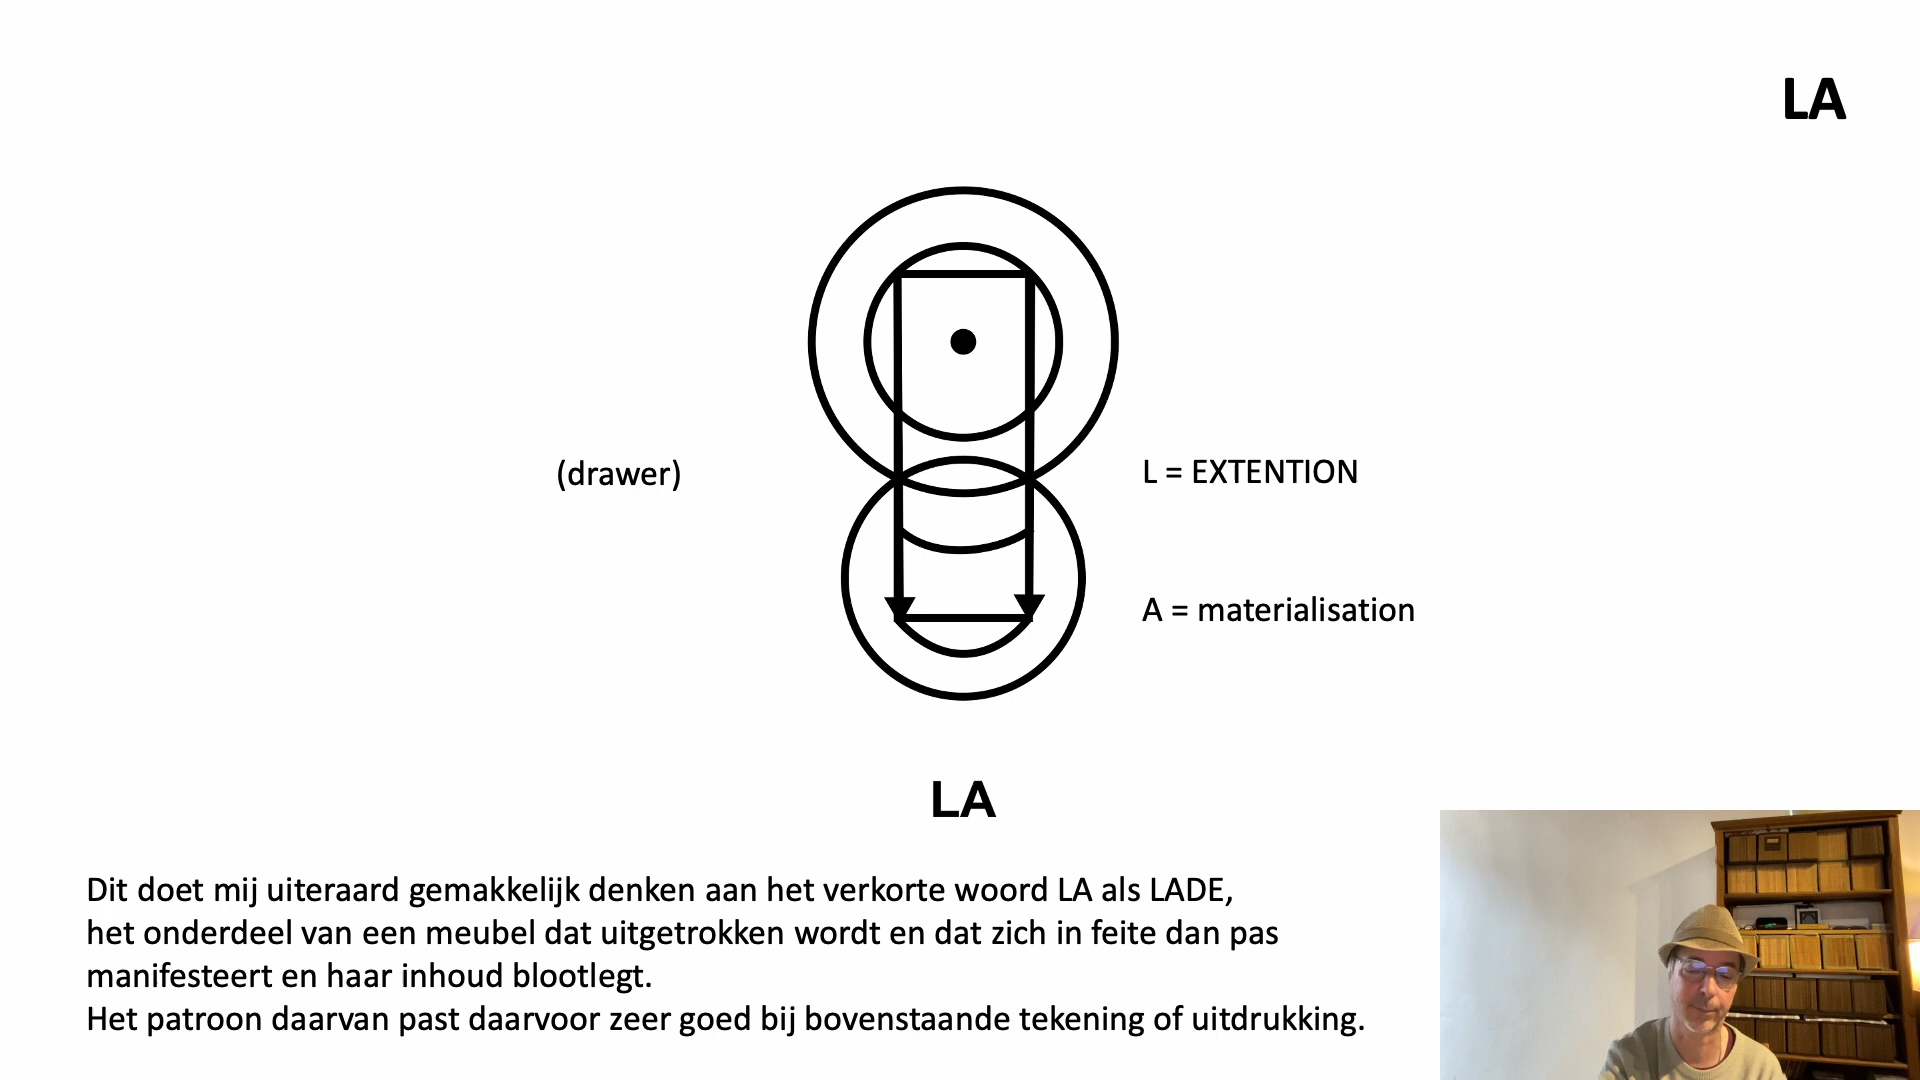 LA
(drawer)
L = EXTENTION
A = materialisation
LA
Dit doet mij uiteraard gemakkelijk denken aan het verkorte woord LA als LADE,
het onderdeel van een meubel dat uitgetrokken wordt en dat zich in feite dan pas
manifesteert en haar inhoud blootlegt.
Het patroon daarvan past daarvoor zeer goed bij bovenstaande tekening of uitdrukking.